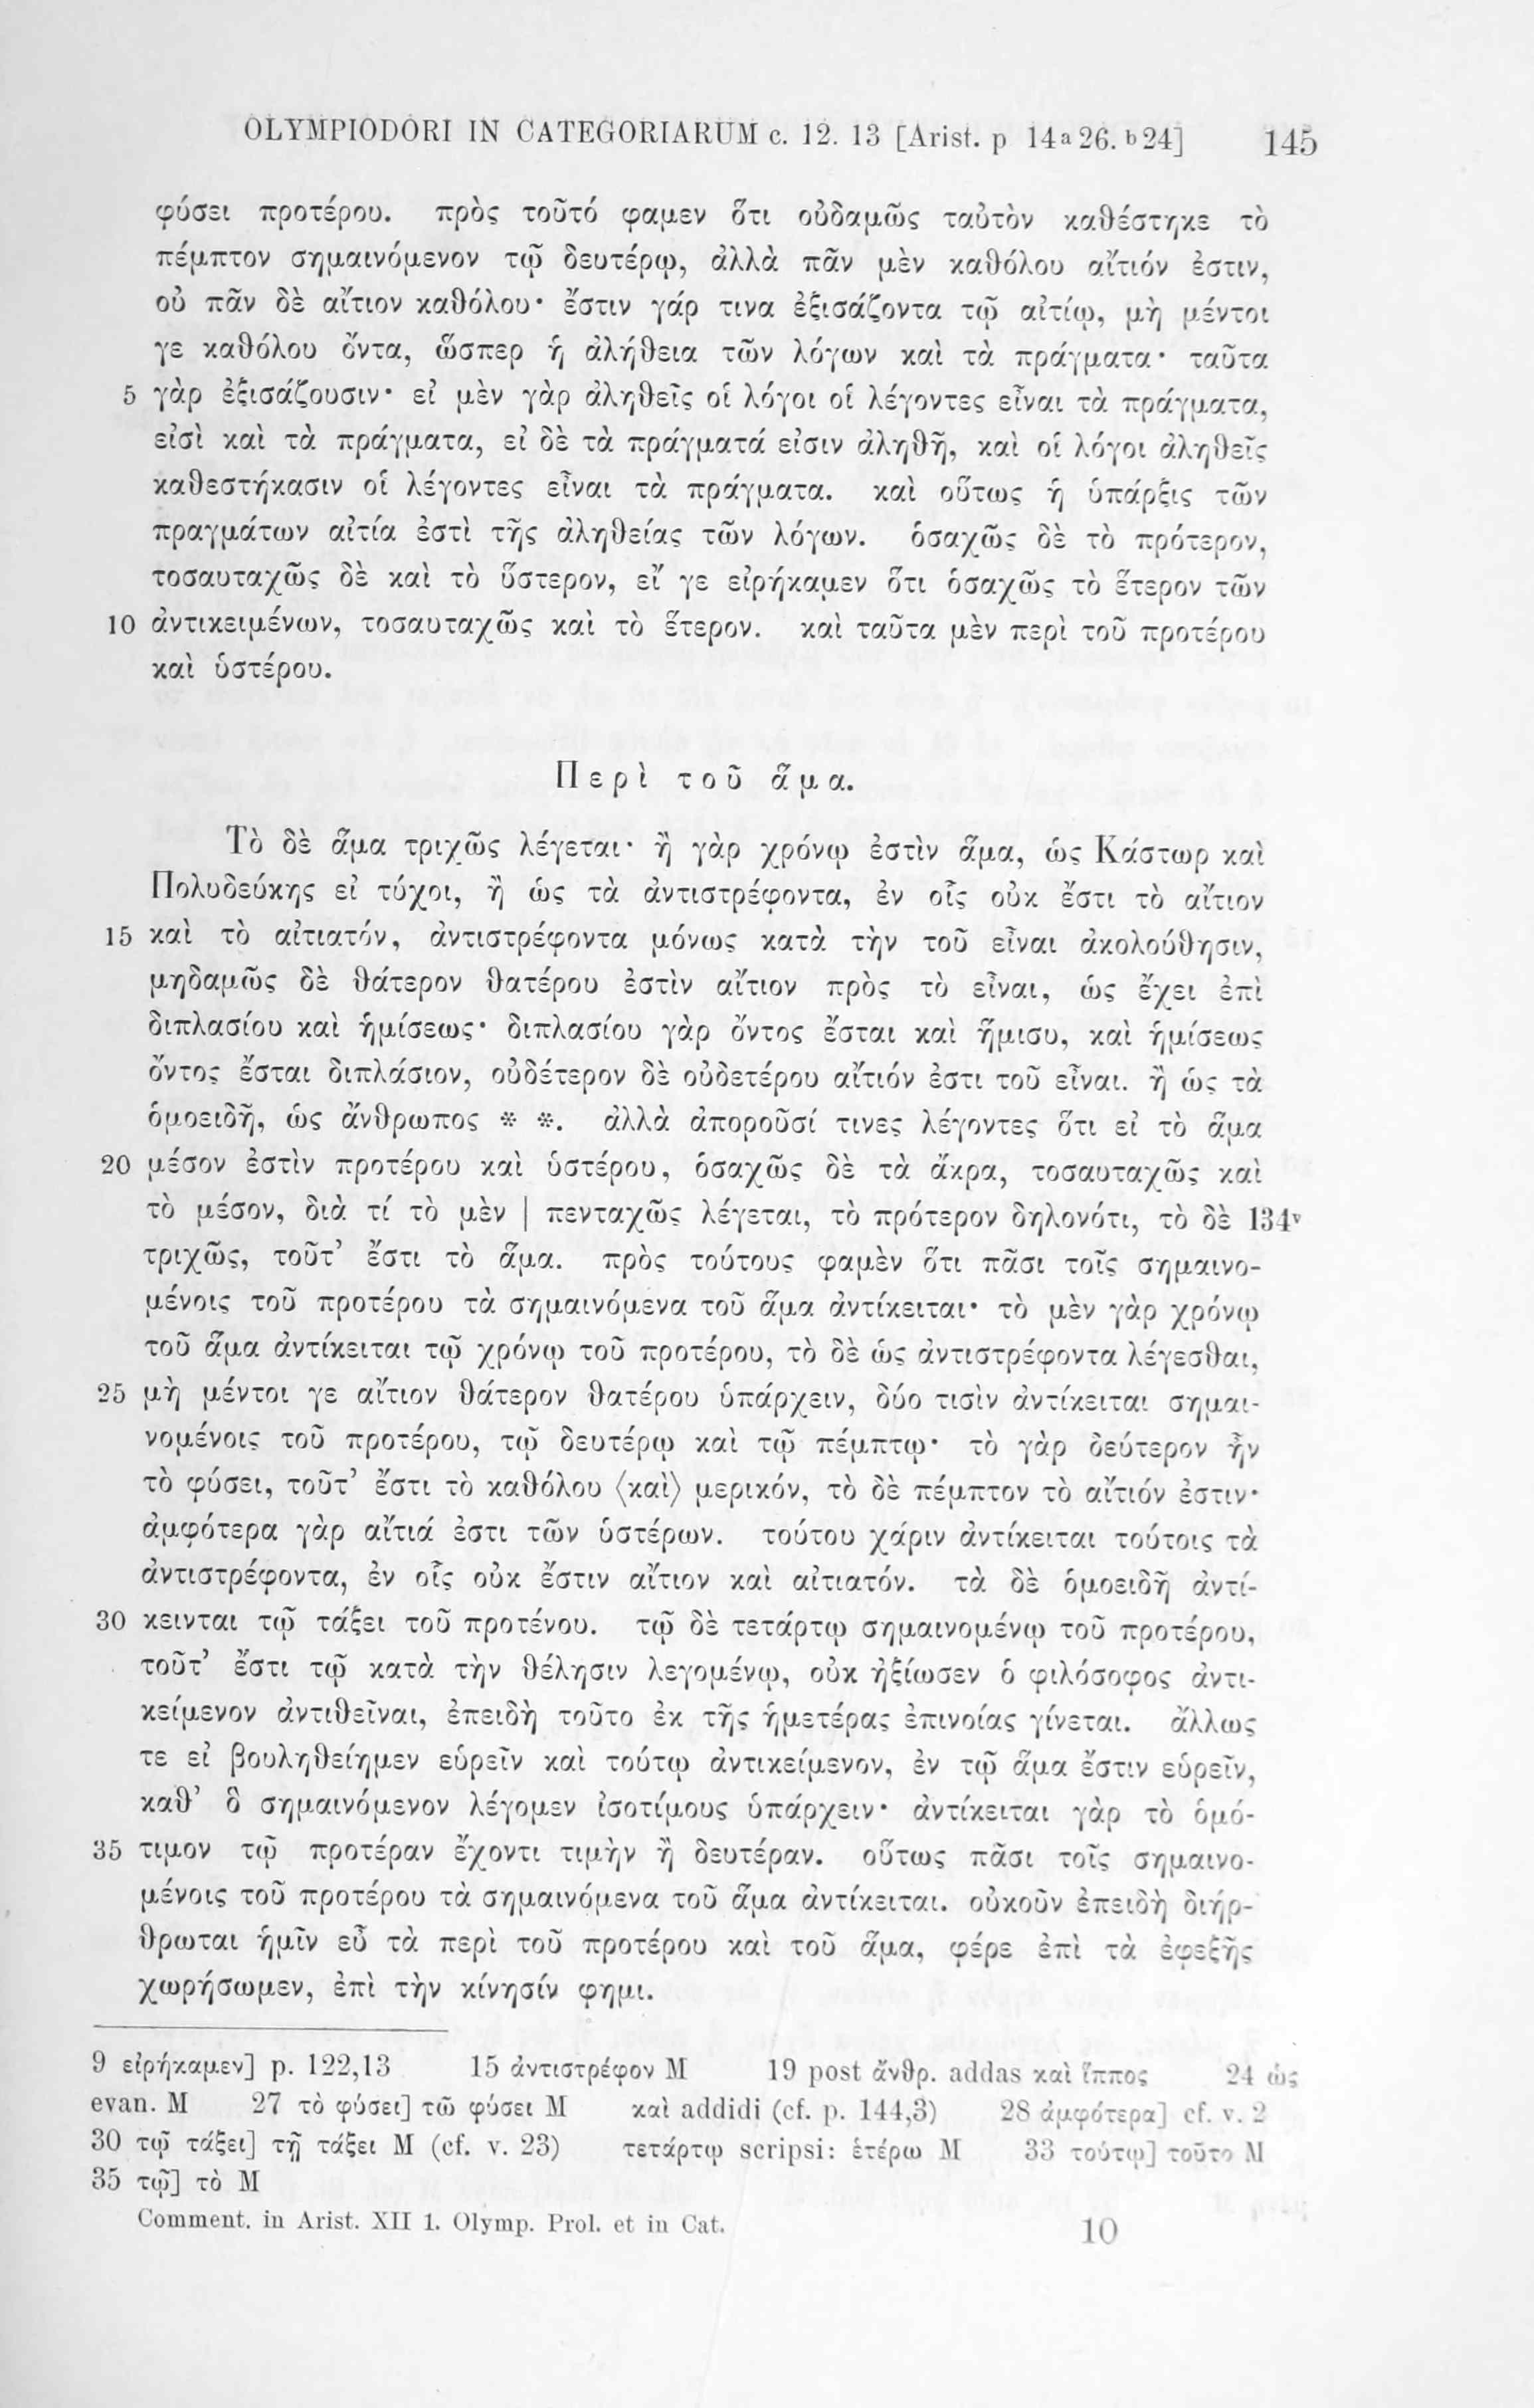 OLYMPIODORI IN CATEGORIARUM c. 12. 13 [Arist. p 14a26. b24] 145
φύσει προτέρου. πρὸς τοῦτό φαμεν ὅτι οὐδαμῶς ταὐτὸν καθέστηκε τὸ
πέμπτον σημαινόμενον τῷ δευτέρῳ, ἀλλὰ πᾶν μὲν καθόλου αἴτιόν ἐστιν,
οὐ πᾶν δὲ αἴτιον καθόλου· ἔστιν γάρ τινα ἐξισάζοντα τῷ αἰτίῳ, μὴ μέντοι
γε καθόλου ὄντα, ὥσπερ ἡ ἀλήθεια τῶν λόγων καὶ τὰ πράγματα· ταῦτα
5 γὰρ ἐξισάζουσιν· εἰ μὲν γὰρ ἀληθεῖς οἱ λόγοι οἱ λέγοντες εἶναι τὰ πράγματα,
εἰσὶ καὶ τὰ πράγματα, εἰ δὲ τὰ πράγματά εἰσιν ἀληθῆ, καὶ οἱ λόγοι ἀληθεῖς
καθεστήκασιν οἱ λέγοντες εἶναι τὰ πράγματα. καὶ οὕτως ἡ ὑπάρξις τῶν
πραγμάτων αἰτία ἐστὶ τῆς ἀληθείας τῶν λόγων. ὁσαχῶς δὲ τὸ πρότερον,
τοσαυταχῶς δὲ καὶ τὸ ὕστερον, εἴ γε εἰρήκαμεν ὅτι ὁσαχῶς τὸ ἕτερον τῶν
10 ἀντικειμένων, τοσαυταχῶς καὶ τὸ ἕτερον. καὶ ταῦτα μὲν περὶ τοῦ προτέρου
καὶ ὑστέρου.
Περὶ τοῦ ἅμα.
Τὸ δὲ ἅμα τριχῶς λέγεται· ἢ γὰρ χρόνῳ ἐστὶν ἅμα, ὡς Κάστωρ καὶ
Πολυδεύκης εἰ τύχοι, ἢ ὡς τὰ ἀντιστρέφοντα, ἐν οἷς οὐκ ἔστι τὸ αἴτιον
15 καὶ τὸ αἰτιατόν, ἀντιστρέφοντα μόνως κατὰ τὴν τοῦ εἶναι ἀκολούθησιν,
μηδαμῶς δὲ θάτερον θατέρου ἐστὶν αἴτιον πρὸς τὸ εἶναι, ὡς ἔχει ἐπὶ
διπλασίου καὶ ἡμίσεως· διπλασίου γὰρ ὄντος ἔσται καὶ ἥμισυ, καὶ ἡμίσεως
ὄντος ἔσται διπλάσιον, οὐδέτερον δὲ οὐδετέρου αἴτιόν ἐστι τοῦ εἶναι. ἢ ὡς τὰ
ὁμοειδῆ, ὡς ἄνθρωπος * *. ἀλλὰ ἀποροῦσί τινες λέγοντες ὅτι εἰ τὸ ἅμα
20 μέσον ἐστὶν προτέρου καὶ ὑστέρου, ὁσαχῶς δὲ τὰ ἄκρα, τοσαυταχῶς καὶ
τὸ μέσον, διὰ τί τὸ μὲν | πενταχῶς λέγεται, τὸ πρότερον δηλονότι, τὸ δὲ 134v
τριχῶς, τοῦτ’ ἔστι τὸ ἅμα. πρὸς τούτους φαμὲν ὅτι πᾶσι τοῖς σημαινο-
μένοις τοῦ προτέρου τὰ σημαινόμενα τοῦ ἅμα ἀντίκειται· τὸ μὲν γὰρ χρόνῳ
τοῦ ἅμα ἀντίκειται τῷ χρόνῳ τοῦ προτέρου, τὸ δὲ ὡς ἀντιστρέφοντα λέγεσθαι,
25 μὴ μέντοι γε αἴτιον θάτερον θατέρου ὑπάρχειν, δύο τισὶν ἀντίκειται σημαι-
νομένοις τοῦ προτέρου, τῷ δευτέρῳ καὶ τῷ πέμπτῳ· τὸ γὰρ δεύτερον ἦν
τὸ φύσει, τοῦτ’ ἔστι τὸ καθόλου ⟨καὶ⟩ μερικόν, τὸ δὲ πέμπτον τὸ αἴτιόν ἐστιν·
ἀμφότερα γὰρ αἴτιά ἐστι τῶν ὑστέρων. τούτου χάριν ἀντίκειται τούτοις τὰ
ἀντιστρέφοντα, ἐν οἷς οὐκ ἔστιν αἴτιον καὶ αἰτιατόν. τὰ δὲ ὁμοειδῆ ἀντί-
30 κεινται τῷ τάξει τοῦ προτένου. τῷ δὲ τετάρτῳ σημαινομένῳ τοῦ προτέρου,
τοῦτ’ ἔστι τῷ κατὰ τὴν θέλησιν λεγομένῳ, οὐκ ἠξίωσεν ὁ φιλόσοφος ἀντι-
κείμενον ἀντιθεῖναι, ἐπειδὴ τοῦτο ἐκ τῆς ἡμετέρας ἐπινοίας γίνεται. ἄλλως
τε εἰ βουληθείημεν εὑρεῖν καὶ τούτῳ ἀντικείμενον, ἐν τῷ ἅμα ἔστιν εὑρεῖν,
καθ’ ὃ σημαινόμενον λέγομεν ἰσοτίμους ὑπάρχειν· ἀντίκειται γὰρ τὸ ὁμό-
35 τιμον τῷ προτέραν ἔχοντι τιμὴν ἢ δευτέραν. οὕτως πᾶσι τοῖς σημαινο-
μένοις τοῦ προτέρου τὰ σημαινόμενα τοῦ ἅμα ἀντίκειται. οὐκοῦν ἐπειδὴ διήρ-
θρωται ἡμῖν εὖ τὰ περὶ τοῦ προτέρου καὶ τοῦ ἅμα, φέρε ἐπὶ τὰ ἐφεξῆς
χωρήσωμεν, ἐπὶ τὴν κίνησίν φημι.
9 εἰρήκαμεν] p. 122,13 15 ἀντιστρέφον M 19 post ἄνθρ. addas καὶ ἵππος 24 ὡς
evan. M 27 τὸ φύσει] τῶ φύσει M καὶ addidi (cf. p. 144,3) 28 ἀμφότερα] cf. v. 2
30 τῷ τάξει] τῇ τάξει M (cf. v. 23) τετάρτῳ scripsi: ἑτέρω M 33 τούτῳ] τοῦτο M
35 τῷ] τὸ M
Comment. in Arist. XII 1. Olymp. Prol. et in Cat. 10